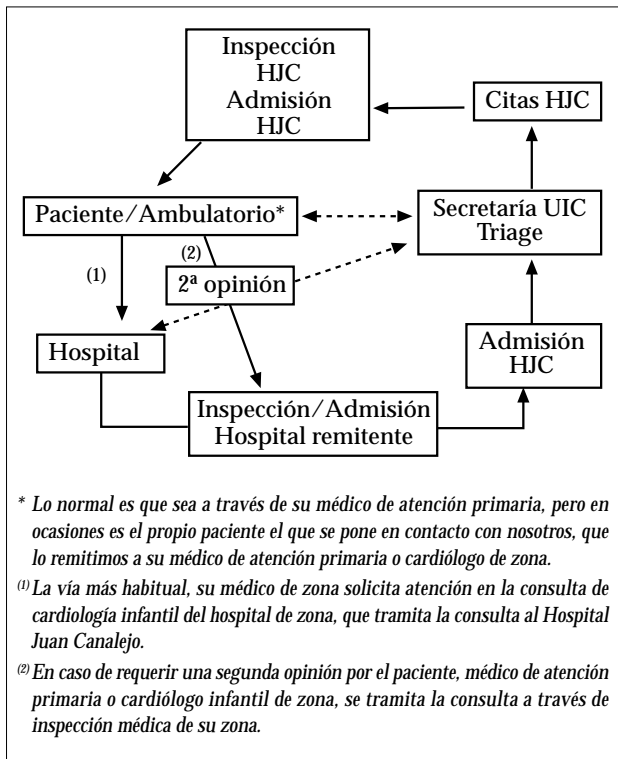 Inspección
HJC
Admisión
HJC
Citas HJC
Paciente/Ambulatorio*
Secretaría UIC
Triage
(1)
(2)
2ª opinión
Hospital
Admisión
HJC
Inspección/Admisión
Hospital remitente
* Lo normal es que sea a través de su médico de atención primaria, pero en
ocasiones es el propio paciente el que se pone en contacto con nosotros, que
lo remitimos a su médico de atención primaria o cardiólogo de zona.
(1) La vía más habitual, su médico de zona solicita atención en la consulta de
cardiología infantil del hospital de zona, que tramita la consulta al Hospital
Juan Canalejo.
(2) En caso de requerir una segunda opinión por el paciente, médico de atención
primaria o cardiólogo infantil de zona, se tramita la consulta a través de
inspección médica de su zona.